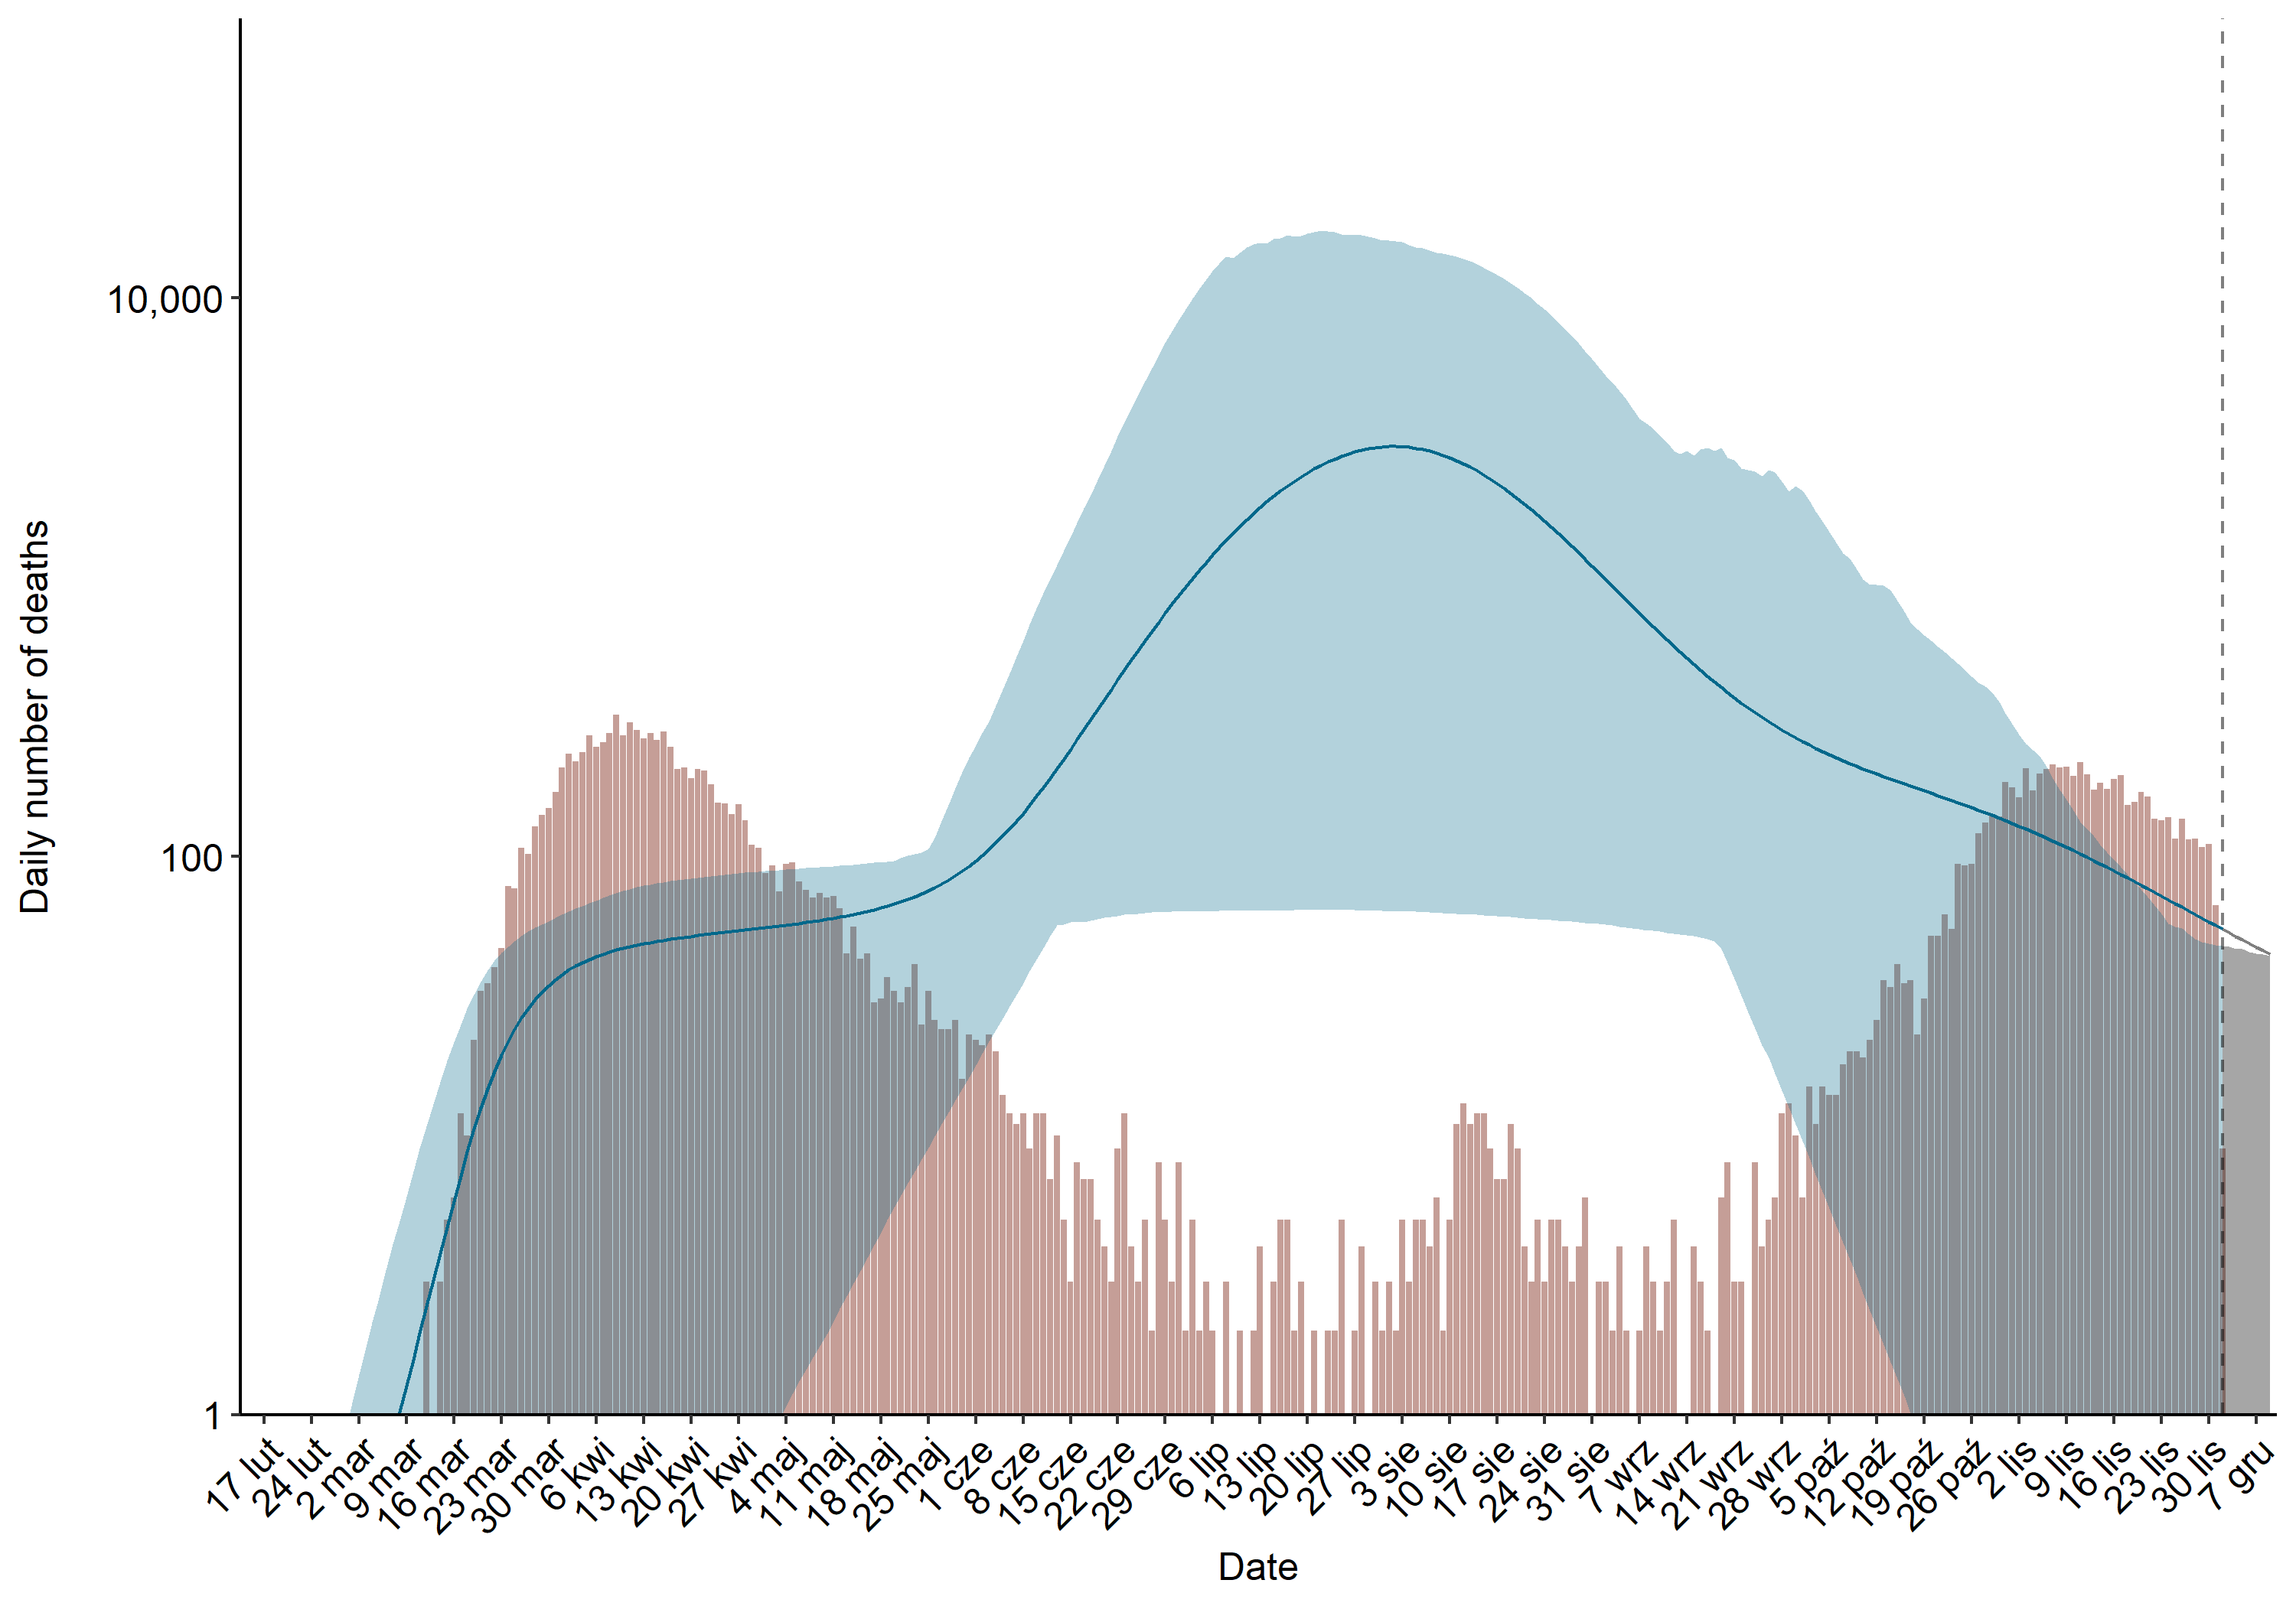 Daily number of deaths
10,000
100
1
17 lut
24 lut
2 mar
9 mar
16 mar
23 mar
30 mar
6 kwi
13 kwi
20 kwi
27 kwi
4 maj
11 maj
18 maj
25 maj
1 cze
8 cze
15 cze
22 cze
29 cze
6 lip
13 lip
20 lip
27 lip
3 sie
10 sie
17 sie
24 sie
31 sie
7 wrz
14 wrz
21 wrz
28 wrz
5 paź
12 paź
19 paź
26 paź
2 lis
9 lis
16 lis
23 lis
30 lis
7 gru
Date